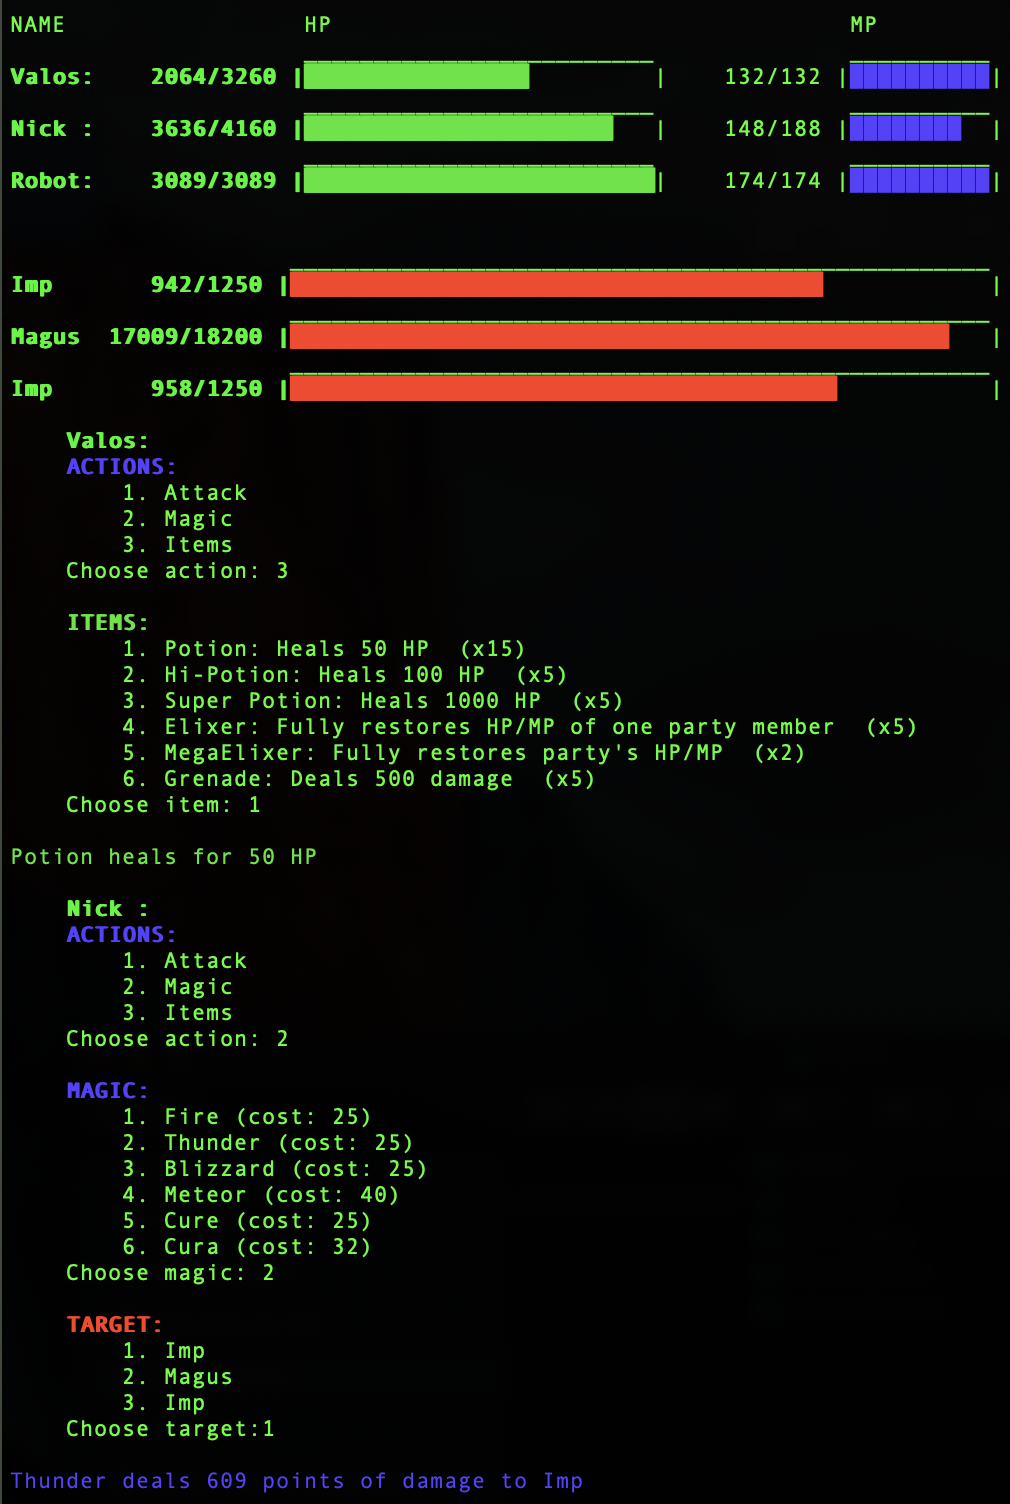 NAME HP MP
Valos: 2064/3260 | | 132/132 | |
Nick : 3636/4160 | | 148/188 | |
Robot: 3089/3089 | | 174/174 | |
Imp 942/1250 | |
Magus 17009/18200 | |
Imp 958/1250 | |
Valos:
ACTIONS:
1. Attack
2. Magic
3. Items
Choose action: 3
ITEMS:
1. Potion: Heals 50 HP (x15)
2. Hi-Potion: Heals 100 HP (x5)
3. Super Potion: Heals 1000 HP (x5)
4. Elixer: Fully restores HP/MP of one party member (x5)
5. MegaElixer: Fully restores party's HP/MP (x2)
6. Grenade: Deals 500 damage (x5)
Choose item: 1
Potion heals for 50 HP
Nick :
ACTIONS:
1. Attack
2. Magic
3. Items
Choose action: 2
MAGIC:
1. Fire (cost: 25)
2. Thunder (cost: 25)
3. Blizzard (cost: 25)
4. Meteor (cost: 40)
5. Cure (cost: 25)
6. Cura (cost: 32)
Choose magic: 2
TARGET:
1. Imp
2. Magus
3. Imp
Choose target:1
Thunder deals 609 points of damage to Imp